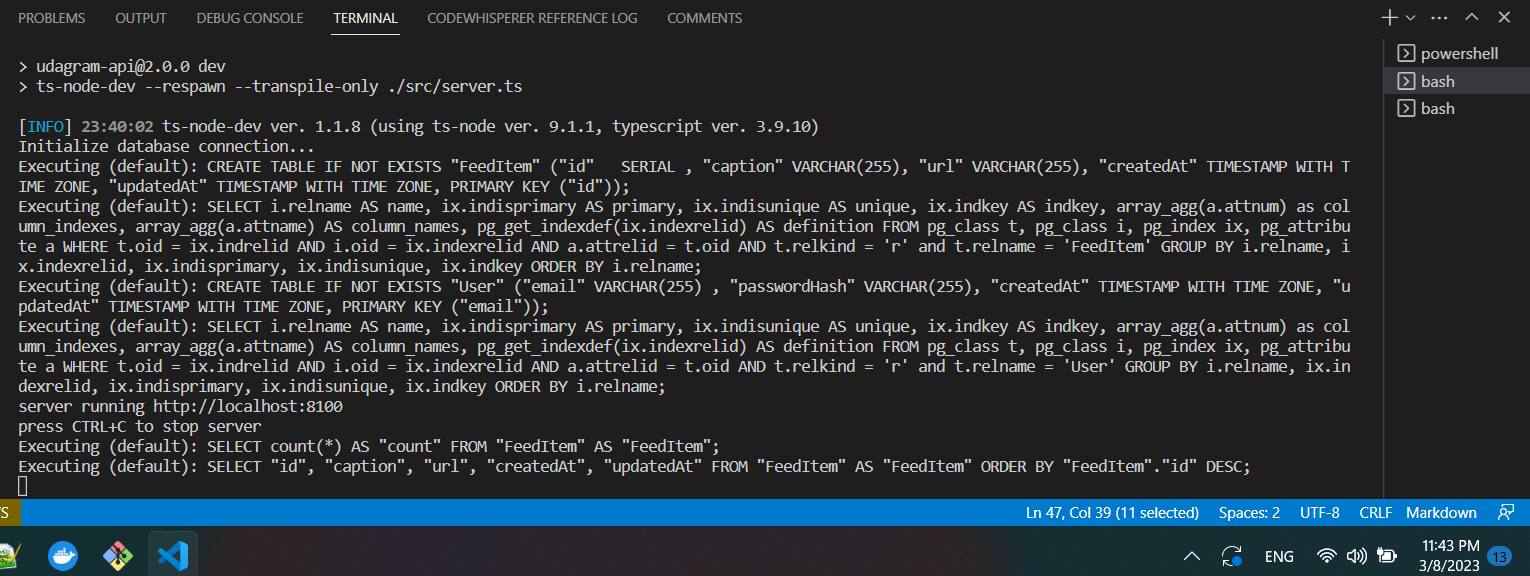 PROBLEMS OUTPUT DEBUG CONSOLE TERMINAL CODEWHISPERER REFERENCE LOG COMMENTS
> udagram-api@2.0.0 dev
> ts-node-dev --respawn --transpile-only ./src/server.ts
[INFO] 23:40:02 ts-node-dev ver. 1.1.8 (using ts-node ver. 9.1.1, typescript ver. 3.9.10)
Initialize database connection...
Executing (default): CREATE TABLE IF NOT EXISTS "FeedItem" ("id"   SERIAL , "caption" VARCHAR(255), "url" VARCHAR(255), "createdAt" TIMESTAMP WITH T
IME ZONE, "updatedAt" TIMESTAMP WITH TIME ZONE, PRIMARY KEY ("id"));
Executing (default): SELECT i.relname AS name, ix.indisprimary AS primary, ix.indisunique AS unique, ix.indkey AS indkey, array_agg(a.attnum) as col
umn_indexes, array_agg(a.attname) AS column_names, pg_get_indexdef(ix.indexrelid) AS definition FROM pg_class t, pg_class i, pg_index ix, pg_attribu
te a WHERE t.oid = ix.indrelid AND i.oid = ix.indexrelid AND a.attrelid = t.oid AND t.relkind = 'r' and t.relname = 'FeedItem' GROUP BY i.relname, i
x.indexrelid, ix.indisprimary, ix.indisunique, ix.indkey ORDER BY i.relname;
Executing (default): CREATE TABLE IF NOT EXISTS "User" ("email" VARCHAR(255) , "passwordHash" VARCHAR(255), "createdAt" TIMESTAMP WITH TIME ZONE, "u
pdatedAt" TIMESTAMP WITH TIME ZONE, PRIMARY KEY ("email"));
Executing (default): SELECT i.relname AS name, ix.indisprimary AS primary, ix.indisunique AS unique, ix.indkey AS indkey, array_agg(a.attnum) as col
umn_indexes, array_agg(a.attname) AS column_names, pg_get_indexdef(ix.indexrelid) AS definition FROM pg_class t, pg_class i, pg_index ix, pg_attribu
te a WHERE t.oid = ix.indrelid AND i.oid = ix.indexrelid AND a.attrelid = t.oid AND t.relkind = 'r' and t.relname = 'User' GROUP BY i.relname, ix.in
dexrelid, ix.indisprimary, ix.indisunique, ix.indkey ORDER BY i.relname;
server running http://localhost:8100
press CTRL+C to stop server
Executing (default): SELECT count(*) AS "count" FROM "FeedItem" AS "FeedItem";
Executing (default): SELECT "id", "caption", "url", "createdAt", "updatedAt" FROM "FeedItem" AS "FeedItem" ORDER BY "FeedItem"."id" DESC;
powershell
bash
bash
S Ln 47, Col 39 (11 selected) Spaces: 2 UTF-8 CRLF Markdown
ENG
11:43 PM
3/8/2023
13